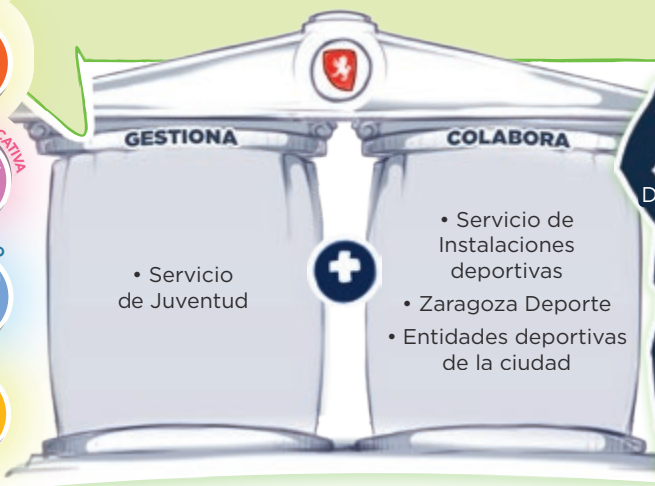 GESTIONA
• Servicio
de Juventud
COLABORA
• Servicio de
Instalaciones
deportivas
• Zaragoza Deporte
• Entidades deportivas
de la ciudad